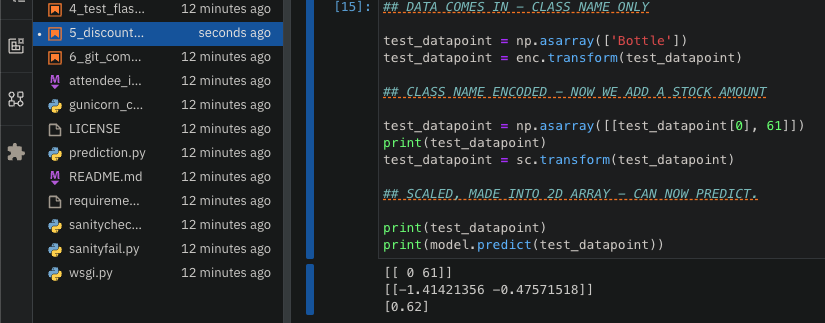 4_test_flas... 12 minutes ago
5_discount... seconds ago
6_git_com... 12 minutes ago
attendee_i... 12 minutes ago
gunicorn_c... 12 minutes ago
LICENSE 12 minutes ago
prediction.py 12 minutes ago
README.md 12 minutes ago
requireme... 12 minutes ago
sanitychec... 12 minutes ago
sanityfail.py 12 minutes ago
wsgi.py 12 minutes ago
[15]: ## DATA COMES IN - CLASS NAME ONLY
test_datapoint = np.asarray(['Bottle'])
test_datapoint = enc.transform(test_datapoint)
## CLASS NAME ENCODED - NOW WE ADD A STOCK AMOUNT
test_datapoint = np.asarray([[test_datapoint[0], 61]])
print(test_datapoint)
test_datapoint = sc.transform(test_datapoint)
## SCALED, MADE INTO 2D ARRAY - CAN NOW PREDICT.
print(test_datapoint)
print(model.predict(test_datapoint))
[[ 0 61]]
[[-1.41421356 -0.47571518]]
[0.62]